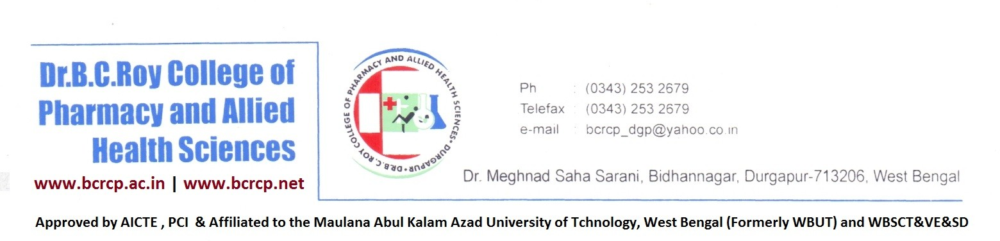 Dr.B.C.Roy College of
Pharmacy and Allied
Health Sciences
www.bcrcp.ac.in | www.bcrcp.net
DR.B.C.ROY COLLEGE OF PHARMACY AND ALLIED HEALTH SCIENCES • DURGAPUR •
Ph : (0343) 253 2679
Telefax : (0343) 253 2679
e-mail : bcrcp_dgp@yahoo.co.in
Dr. Meghnad Saha Sarani, Bidhannagar, Durgapur-713206, West Bengal
Approved by AICTE , PCI & Affiliated to the Maulana Abul Kalam Azad University of Tchnology, West Bengal (Formerly WBUT) and WBSCT&VE&SD